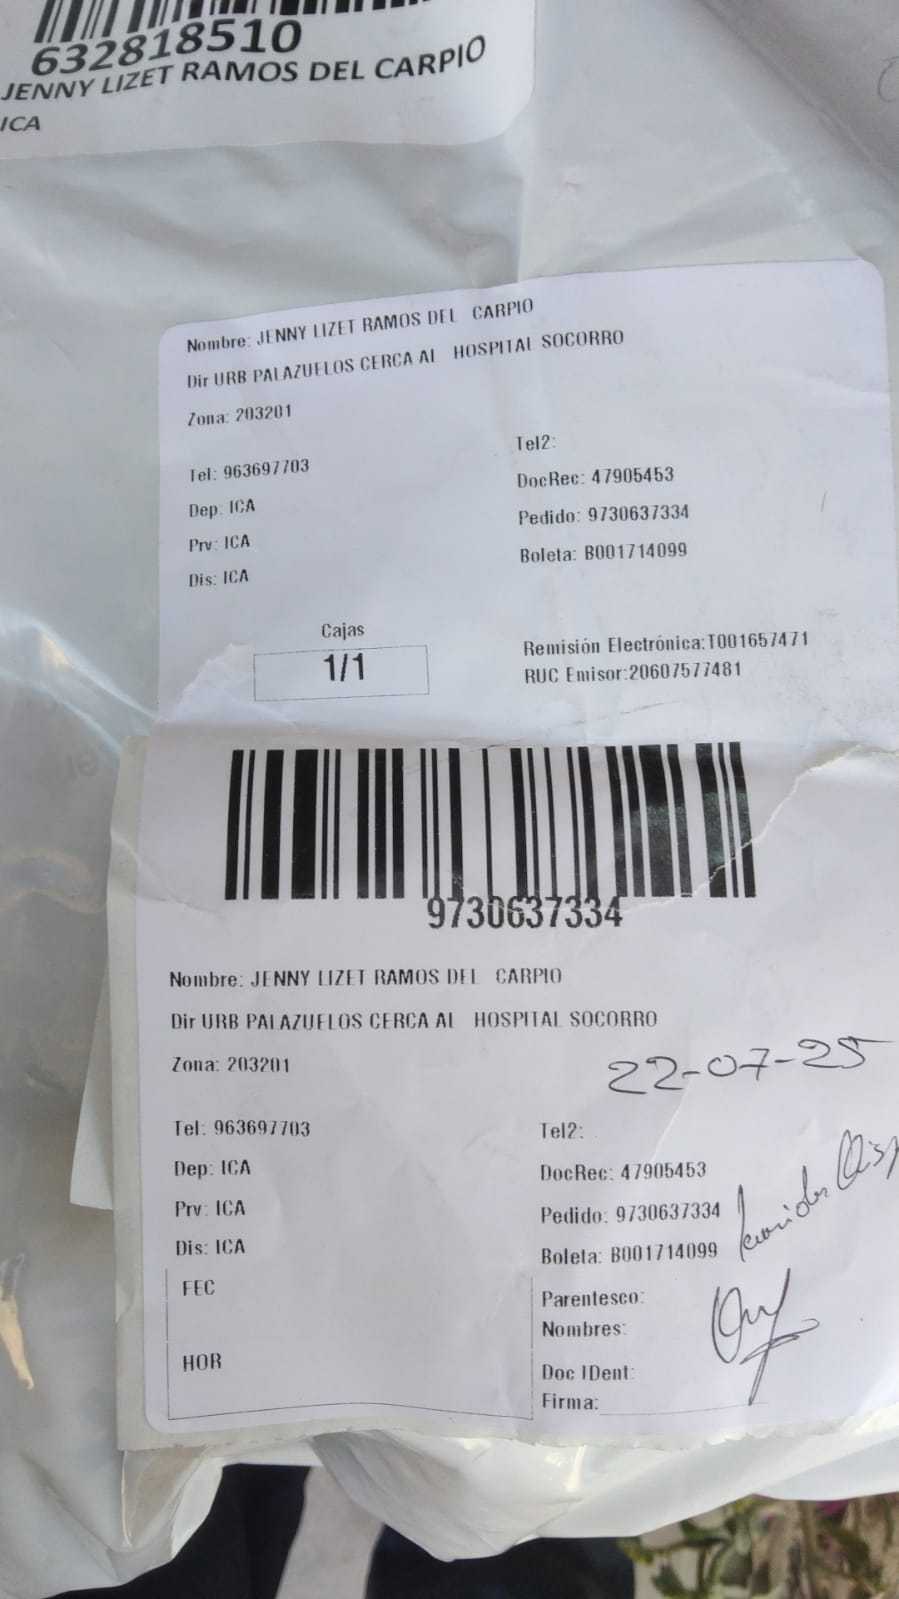 632818510
JENNY LIZET RAMOS DEL CARPIO
ICA
Nombre: JENNY LIZET RAMOS DEL CARPIO
Dir URB PALAZUELOS CERCA Al HOSPITAL SOCORRO
Zona: 203201
Tel: 963697703
Tel2:
DocRec: 47905453
Dep: ICA
Pedido: 9730637334
Prv: ICA
Boleta: B001714099
Dis: ICA
Cajas
1/1
Remisión Electrónica:T001657471
RUC Emisor:20607577481
9730637334
Nombre: JENNY LIZET RAMOS DEL CARPIO
Dir URB PALAZUELOS CERCA Al HOSPITAL SOCORRO
Zona: 203201
22-07-25
Tel: 963697703
Tel2:
Dep: ICA
DocRec: 47905453
Prv: ICA
Pedido: 9730637334
Dis: ICA
Boleta: B001714099
FEC
Parentesco:
Nombres:
HOR
Doc IDent:
Firma: